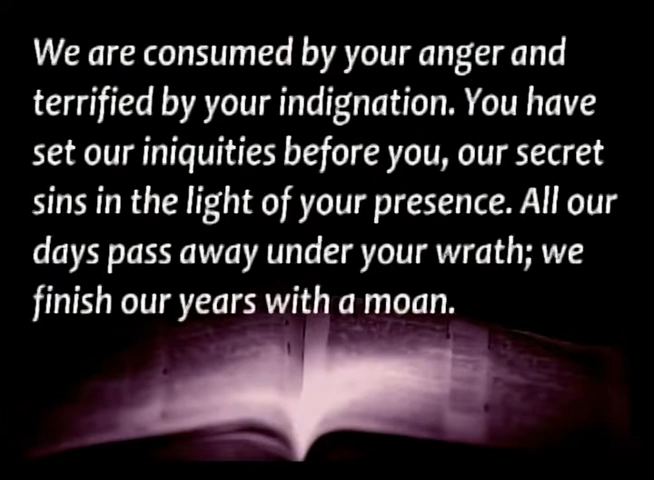 We are consumed by your anger and
terrified by your indignation. You have
set our iniquities before you, our secret
sins in the light of your presence. All our
days pass away under your wrath; we
finish our years with a moan.